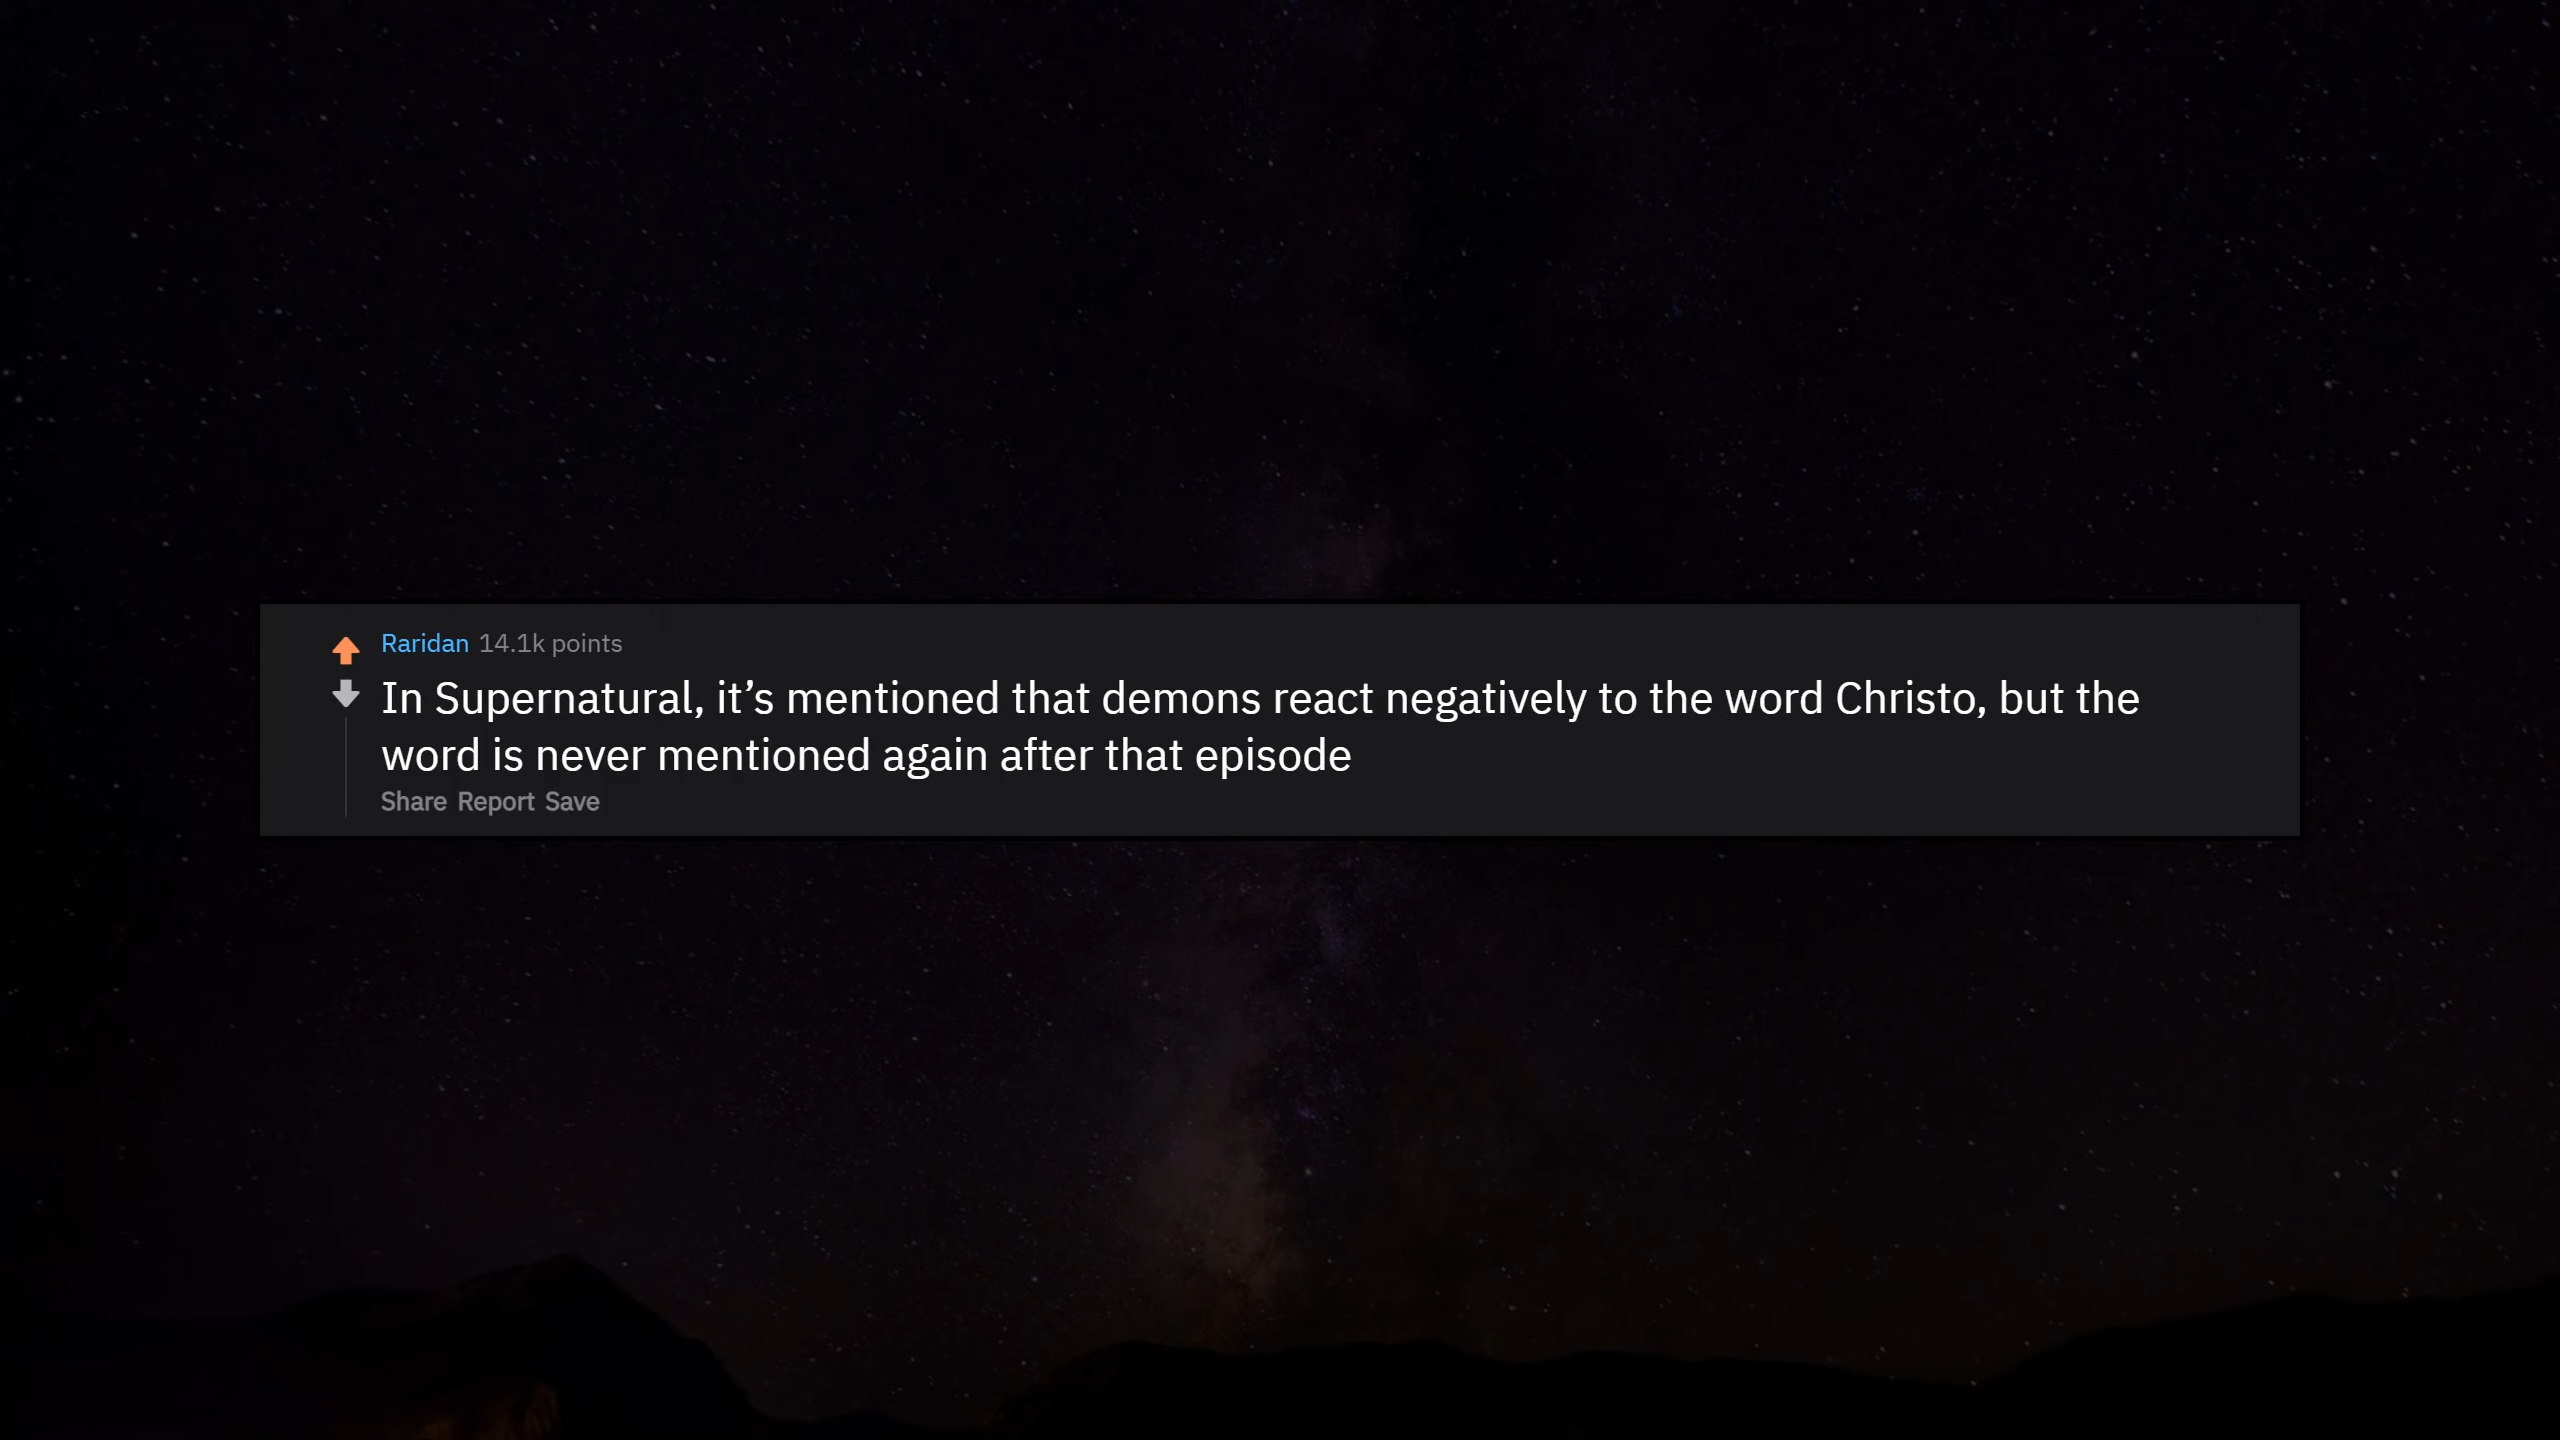 Raridan 14.1k points
In Supernatural, it’s mentioned that demons react negatively to the word Christo, but the
word is never mentioned again after that episode
Share Report Save